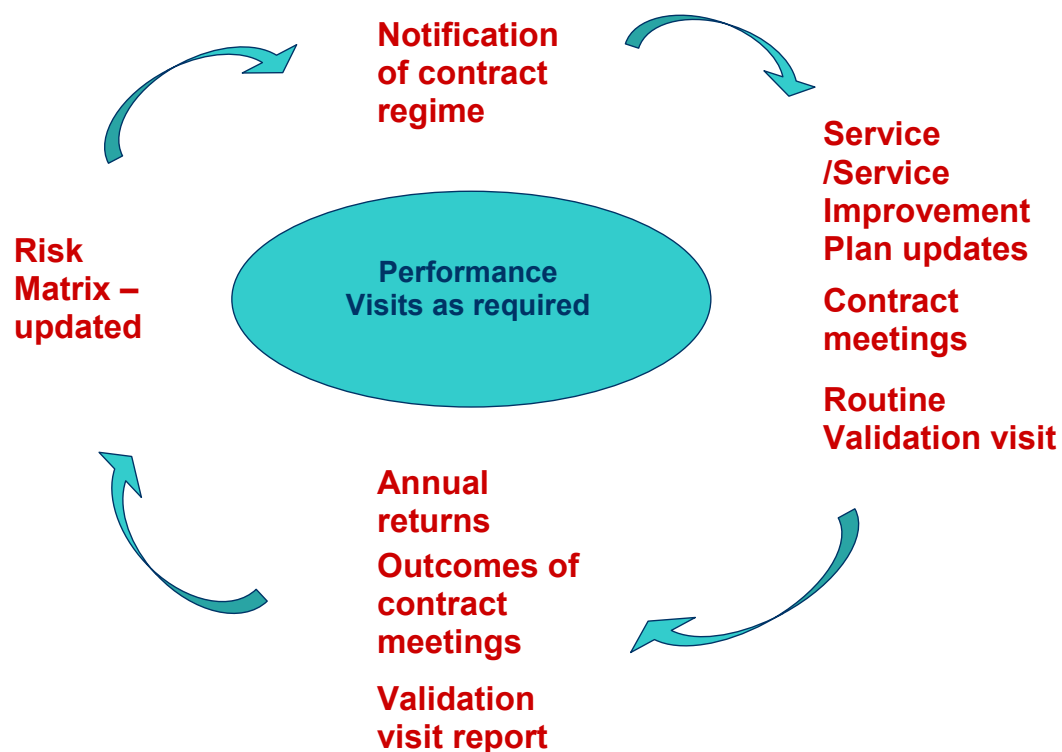 Notification
of contract
regime
Service
/Service
Improvement
Plan updates
Contract
meetings
Routine
Validation visit
Risk
Matrix –
updated
Performance
Visits as required
Annual
returns
Outcomes of
contract
meetings
Validation
visit report